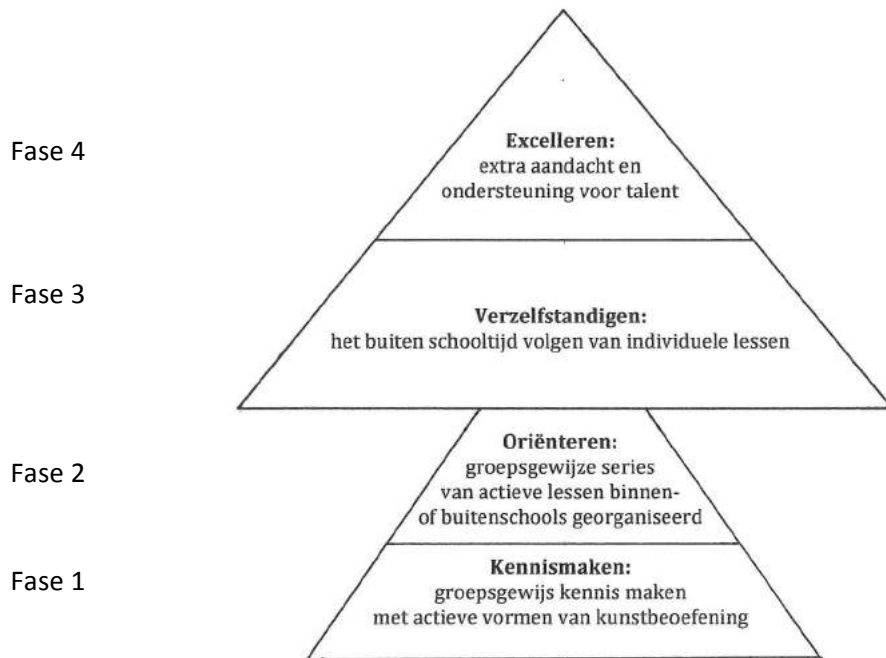 Fase 4
Excelleren:
extra aandacht en
ondersteuning voor talent
Fase 3
Verzelfstandigen:
het buiten schooltijd volgen van individuele lessen
Fase 2
Oriënteren:
groepsgewijze series
van actieve lessen binnen-
of buitenschools georganiseerd
Fase 1
Kennismaken:
groepsgewijs kennis maken
met actieve vormen van kunstbeoefening